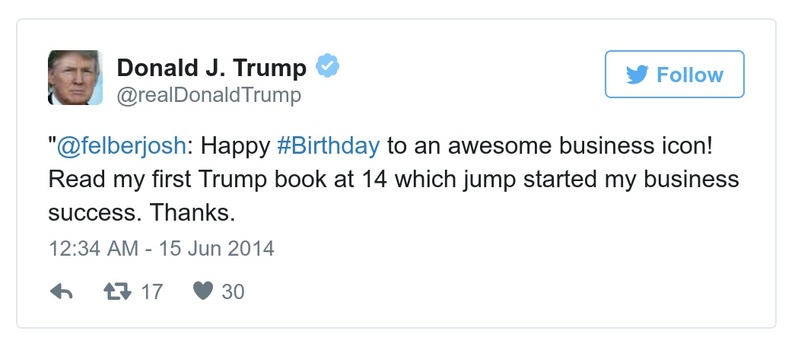 Donald J. Trump
@realDonaldTrump
Follow
"@felberjosh: Happy #Birthday to an awesome business icon!
Read my first Trump book at 14 which jump started my business
success. Thanks.
12:34 AM - 15 Jun 2014
17 30